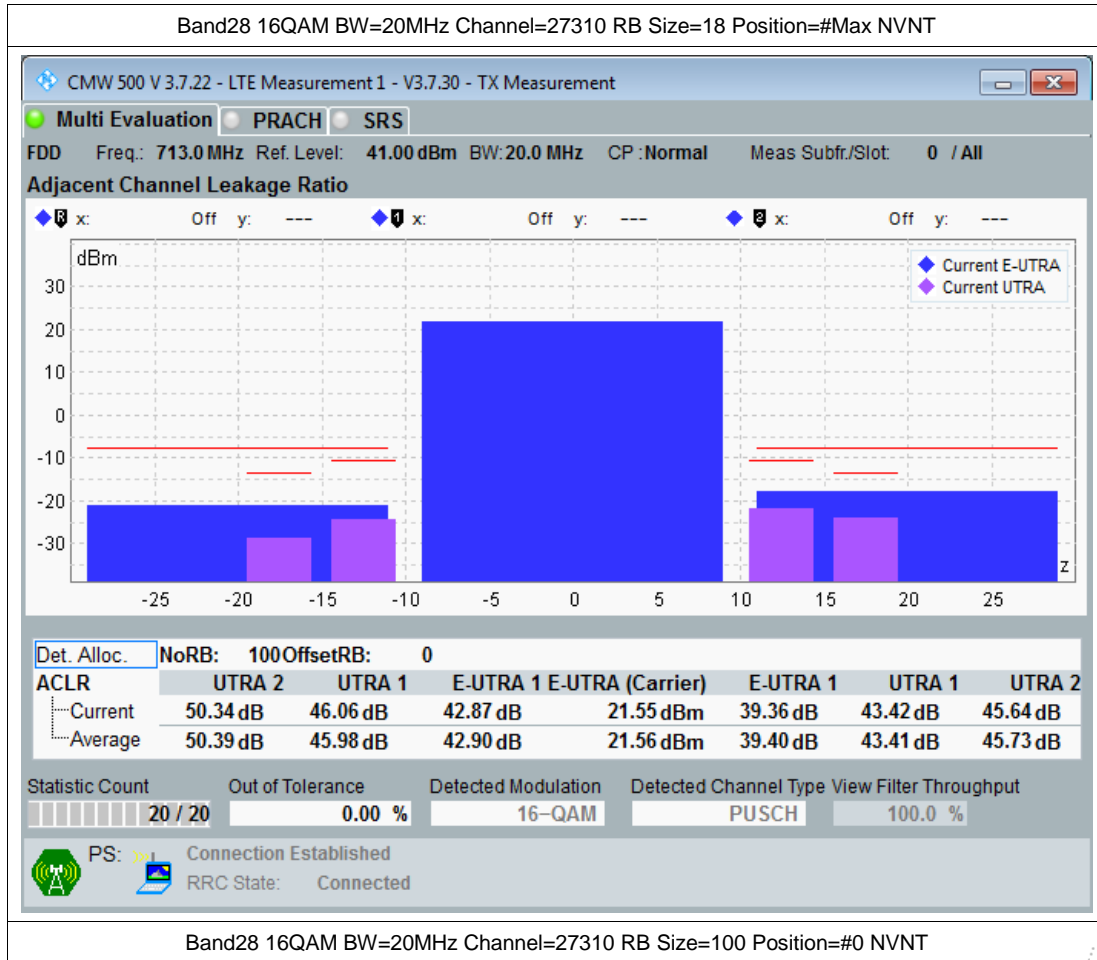 Band28 16QAM BW=20MHz Channel=27310 RB Size=18 Position=#Max NVNT
CMW 500 V 3.7.22 - LTE Measurement 1 - V3.7.30 - TX Measurement
Multi Evaluation PRACH SRS
FDD Freq.: 713.0 MHz Ref. Level: 41.00 dBm BW: 20.0 MHz CP : Normal Meas Subfr./Slot: 0 / All
Adjacent Channel Leakage Ratio
R x: Off y: --- 1 x: Off y: --- 2 x: Off y: ---
dBm
Current E-UTRA
Current UTRA
30
20
10
0
-10
-20
-30
z
-25 -20 -15 -10 -5 0 5 10 15 20 25
Det. Alloc. NoRB: 100 OffsetRB: 0
ACLR UTRA 2 UTRA 1 E-UTRA 1 E-UTRA (Carrier) E-UTRA 1 UTRA 1 UTRA 2
Current 50.34 dB 46.06 dB 42.87 dB 21.55 dBm 39.36 dB 43.42 dB 45.64 dB
Average 50.39 dB 45.98 dB 42.90 dB 21.56 dBm 39.40 dB 43.41 dB 45.73 dB
Statistic Count Out of Tolerance Detected Modulation Detected Channel Type View Filter Throughput
20 / 20 0.00 % 16-QAM PUSCH 100.0 %
PS: Connection Established
RRC State: Connected
Band28 16QAM BW=20MHz Channel=27310 RB Size=100 Position=#0 NVNT